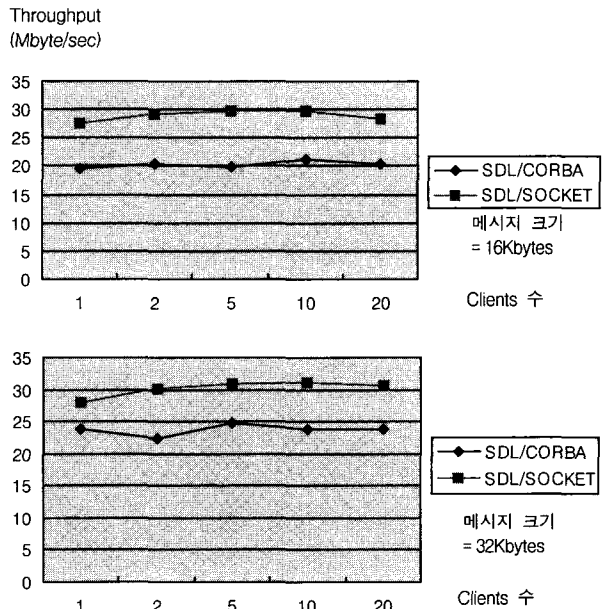 Throughput
(Mbyte/sec)
35
30
25
20
15
10
5
0
1 2 5 10 20
SDL/CORBA
SDL/SOCKET
메시지 크기
= 16Kbytes
Clients 수
35
30
25
20
15
10
5
0
1 2 5 10 20
SDL/CORBA
SDL/SOCKET
메시지 크기
= 32Kbytes
Clients 수